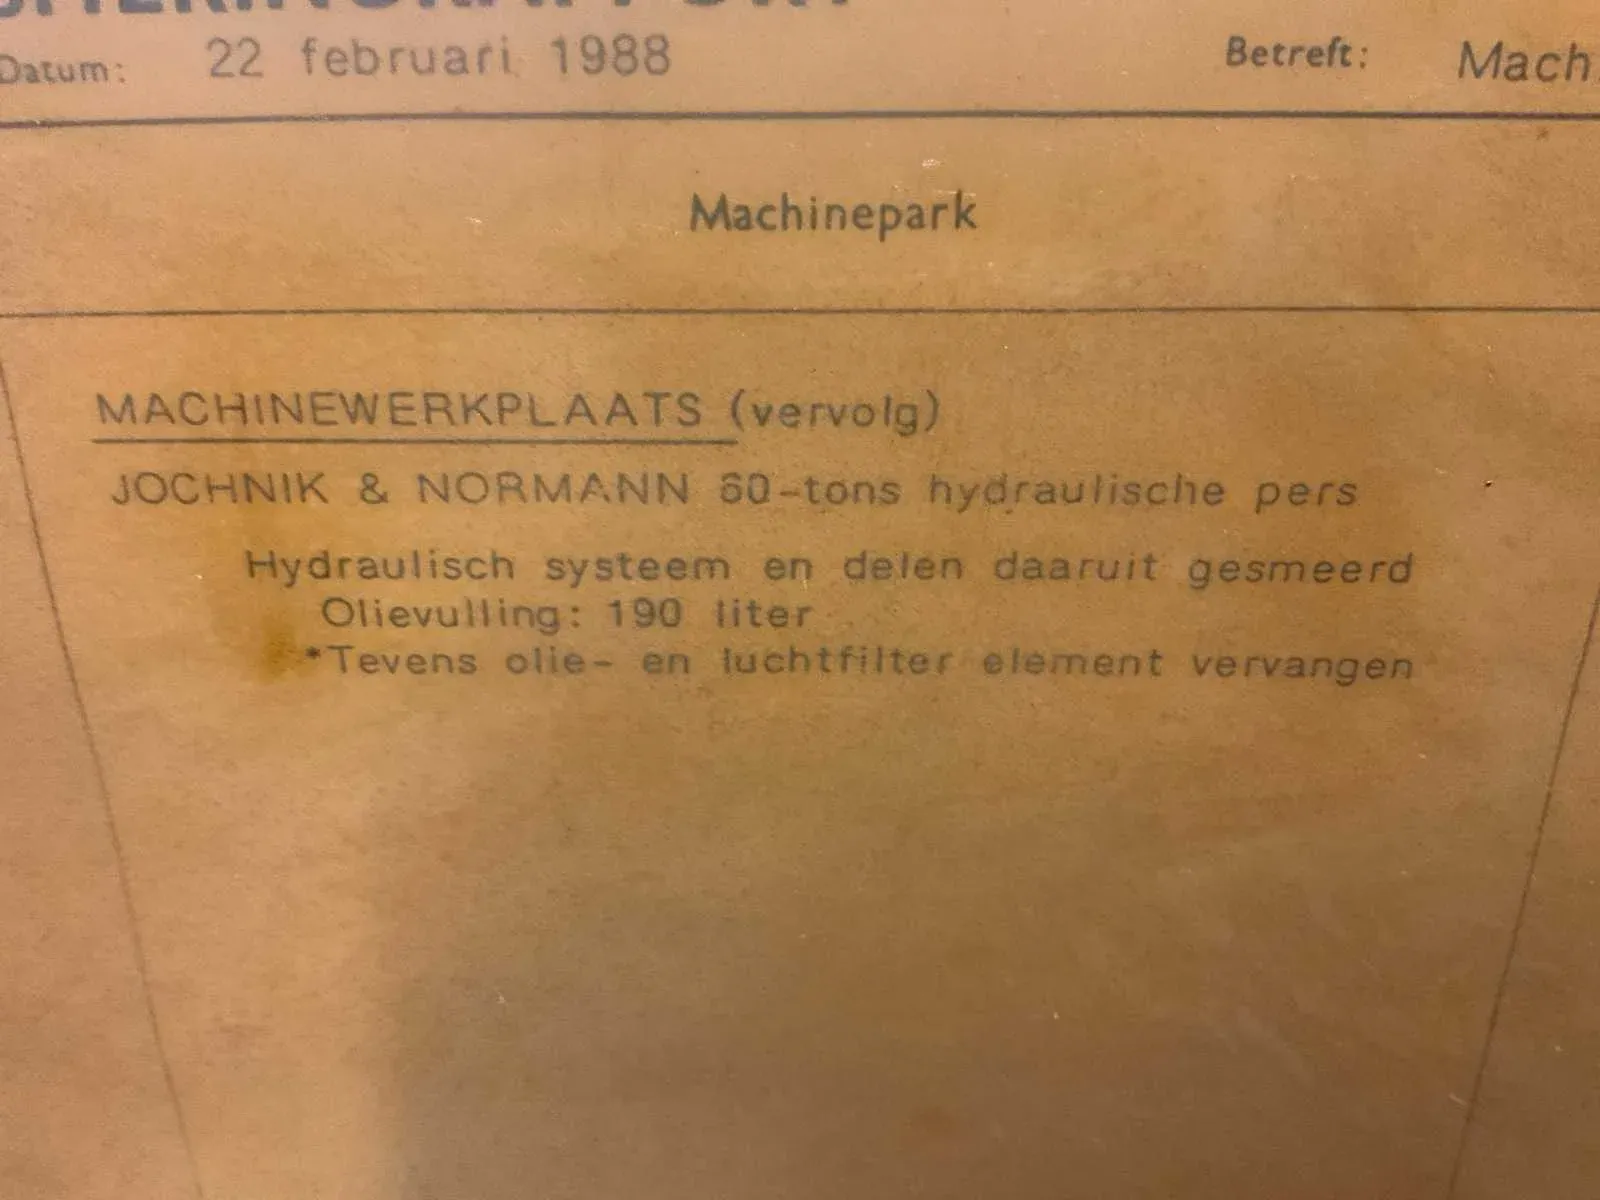 Datum: 22 februari 1988 Betreft: Mach
Machinepark
MACHINEWERKPLAATS (vervolg)
JOCHNIK & NORMANN 60-tons hydraulische pers
Hydraulisch systeem en delen daaruit gesmeerd
Olievulling: 190 liter
*Tevens olie- en luchtfilter element vervangen